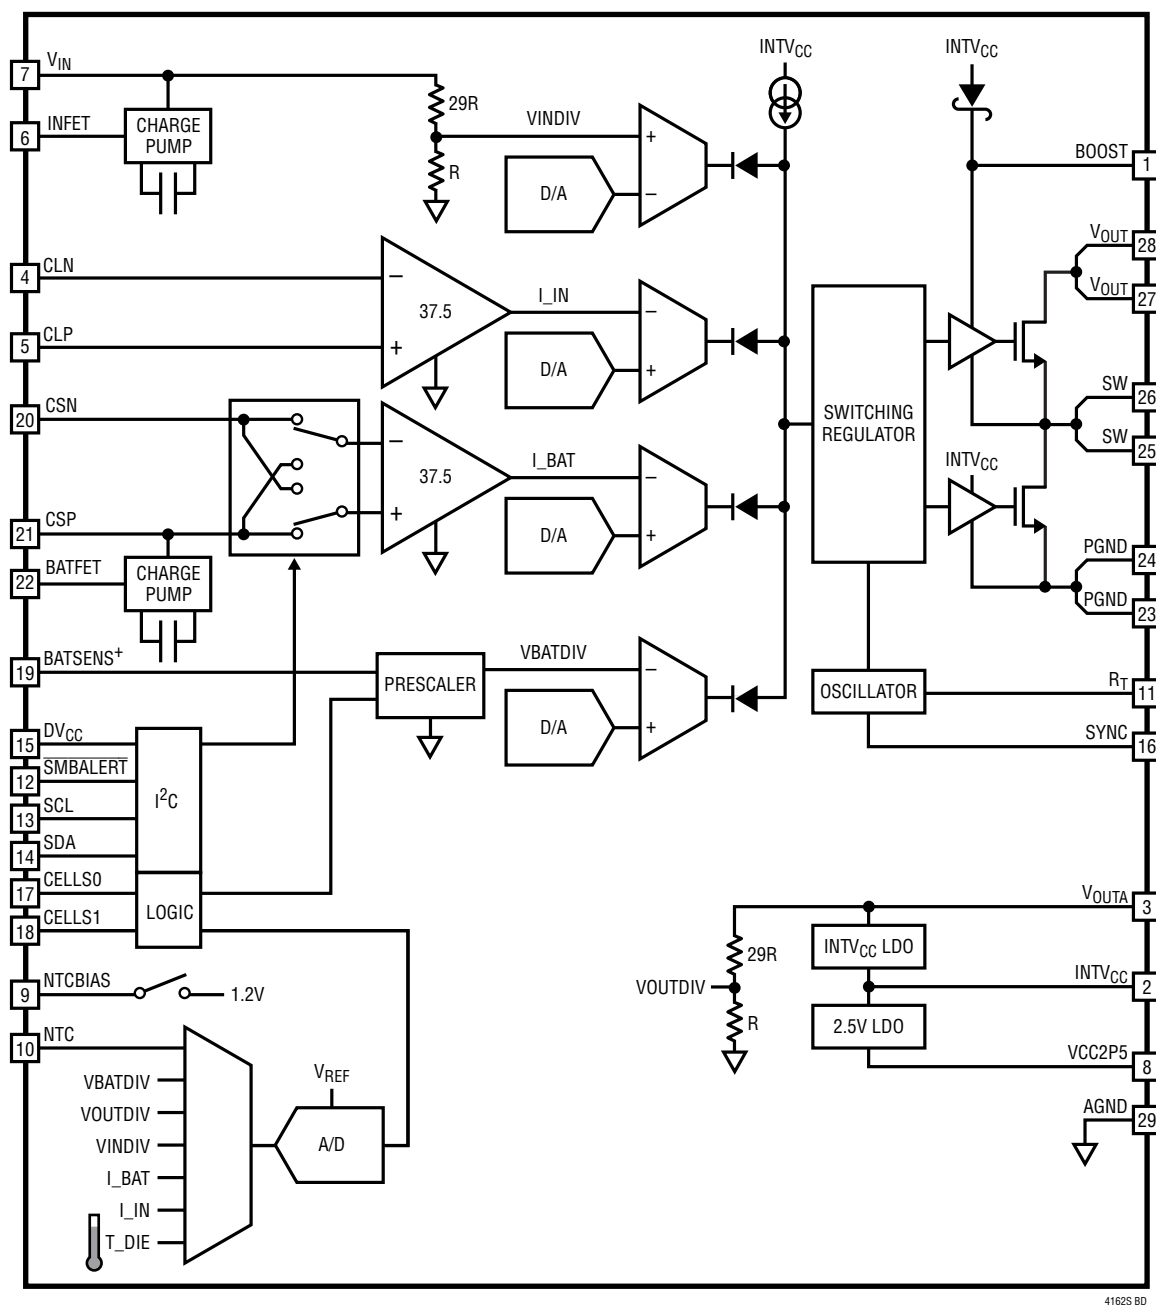 7 VIN
6 INFET
CHARGE
PUMP
29R
R
VINDIV
D/A
+
−
INTVCC
INTVCC
BOOST 1
VOUT 28
VOUT 27
4 CLN
5 CLP
−
37.5
+
I_IN
D/A
−
+
20 CSN
21 CSP
−
37.5
+
I_BAT
D/A
−
+
SWITCHING
REGULATOR
SW 26
SW 25
INTVCC
PGND 24
PGND 23
22 BATFET
CHARGE
PUMP
19 BATSENS+
PRESCALER
VBATDIV
D/A
−
+
OSCILLATOR
RT 11
SYNC 16
15 DVCC
12 SMBALERT
13 SCL
14 SDA
I2C
17 CELLS0
18 CELLS1
LOGIC
9 NTCBIAS
1.2V
10 NTC
VBATDIV
VOUTDIV
VINDIV
I_BAT
I_IN
T_DIE
VREF
A/D
VOUTA 3
29R
VOUTDIV
R
INTVCC LDO
INTVCC 2
2.5V LDO
VCC2P5 8
AGND 29
4162S BD